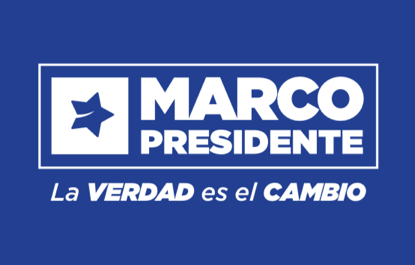 MARCO
PRESIDENTE
La VERDAD es el CAMBIO